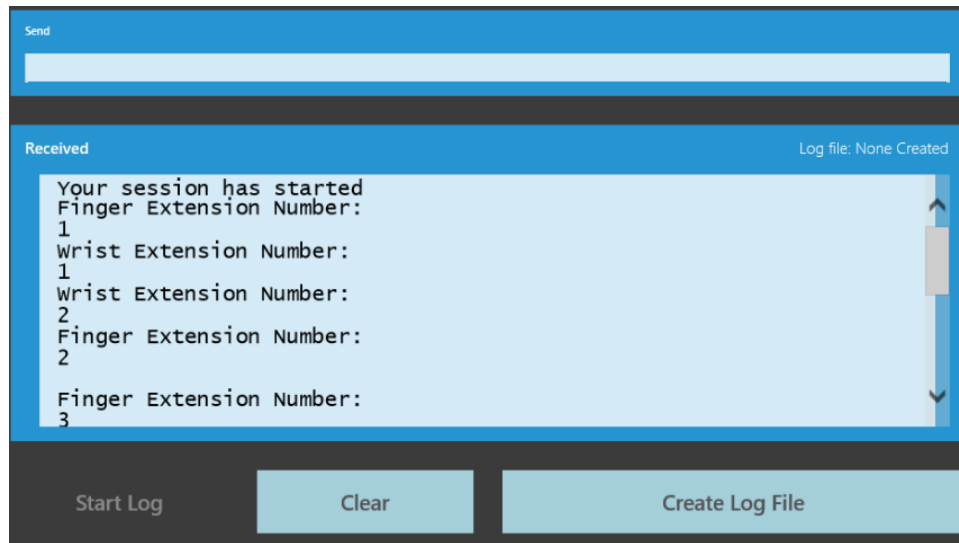 Send
Received
Log file: None Created
Your session has started
Finger Extension Number:
1
Wrist Extension Number:
1
Wrist Extension Number:
2
Finger Extension Number:
2
Finger Extension Number:
3
Start Log
Clear
Create Log File